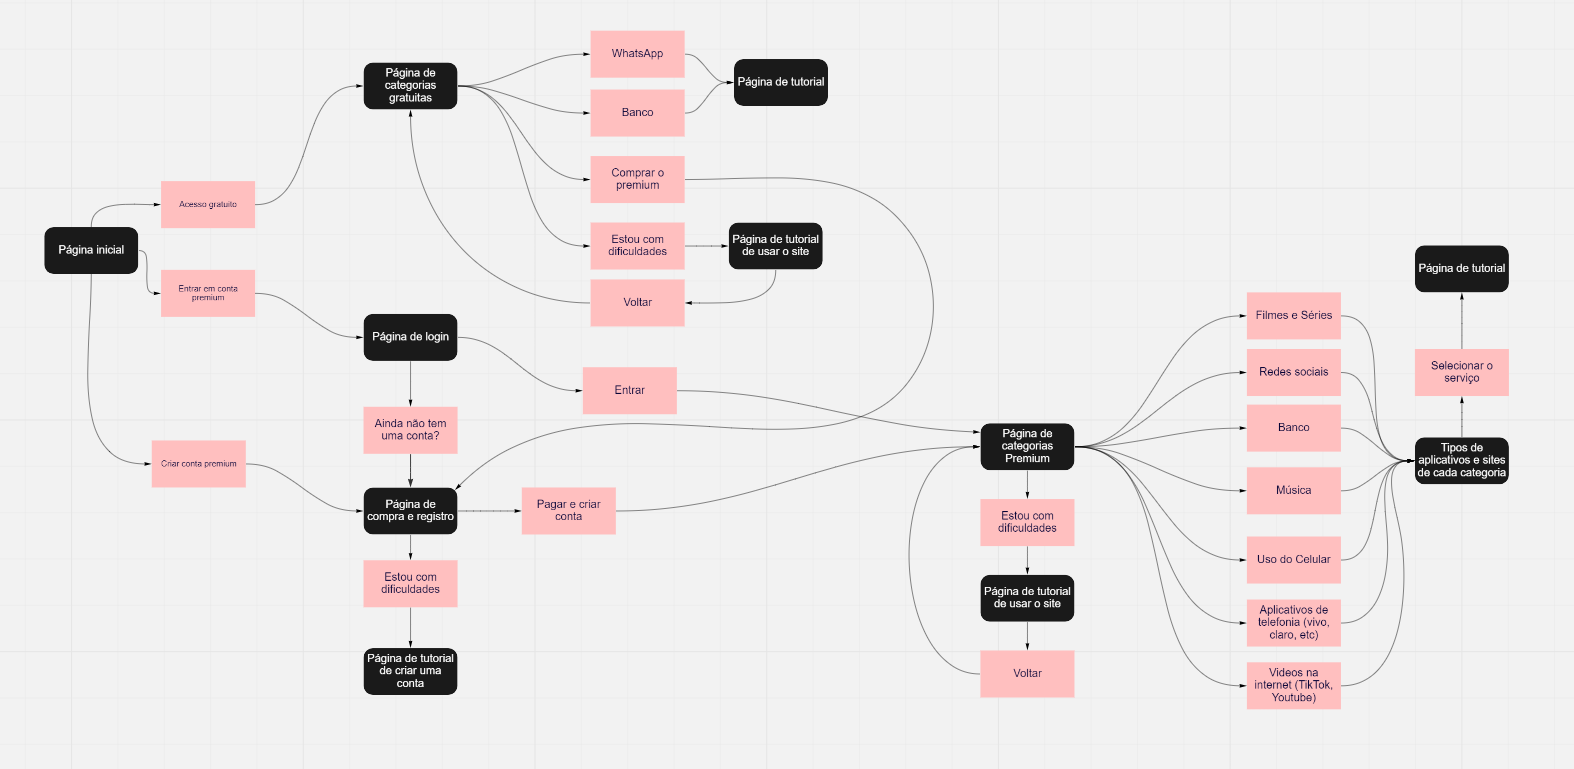 Página inicial
Acesso gratuito
Entrar em conta
premium
Criar conta premium
Página de
categorias
gratuitas
WhatsApp
Banco
Comprar o
premium
Estou com
dificuldades
Voltar
Página de tutorial
Página de tutorial
de usar o site
Página de login
Ainda não tem
uma conta?
Entrar
Página de
compra e registro
Pagar e criar
conta
Estou com
dificuldades
Página de tutorial
de criar uma
conta
Página de
categorias
Premium
Estou com
dificuldades
Página de tutorial
de usar o site
Voltar
Filmes e Séries
Redes sociais
Banco
Música
Uso do Celular
Aplicativos de
telefonia (vivo,
claro, etc)
Videos na
internet (TikTok,
Youtube)
Página de tutorial
Selecionar o
serviço
Tipos de
aplicativos e sites
de cada categoria